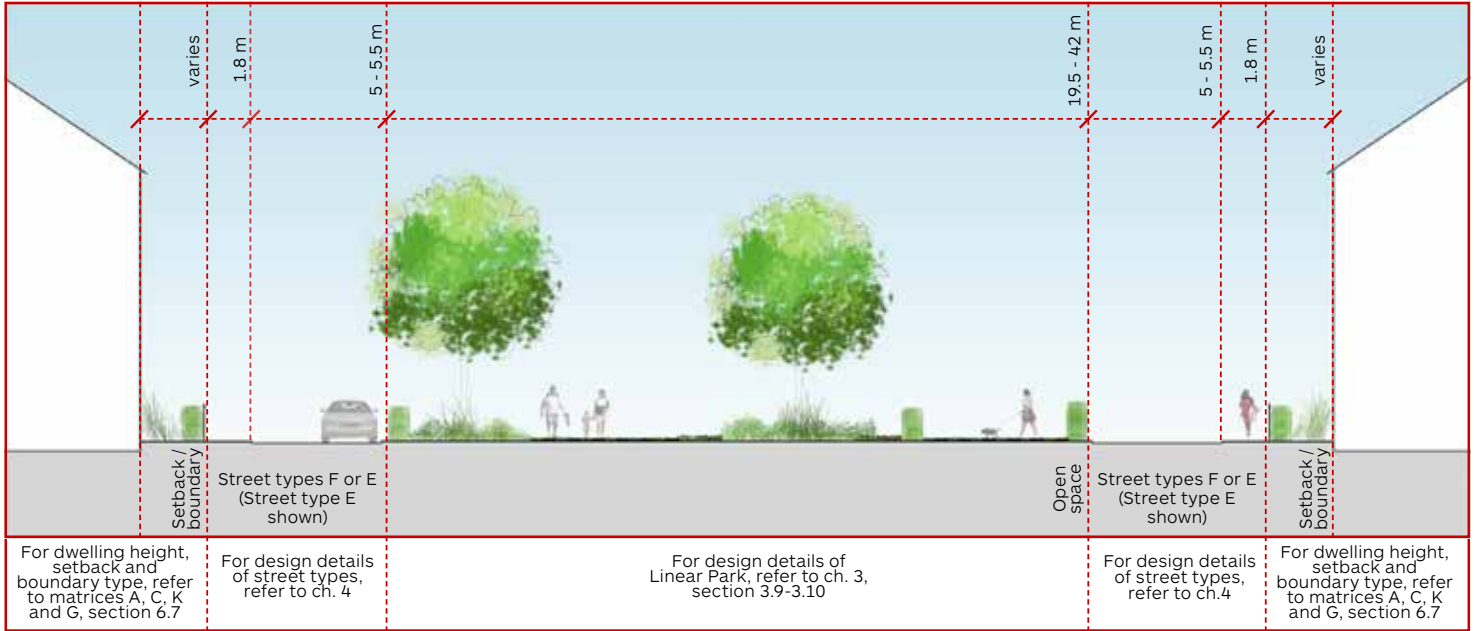 varies
1.8 m
5 - 5.5 m
19.5 - 42 m
5 - 5.5 m
1.8 m
varies
Setback /
boundary
Street types F or E
(Street type E
shown)
Open
space
Street types F or E
(Street type E
shown)
Setback /
boundary
For dwelling height,
setback and
boundary type, refer
to matrices A, C, K
and G, section 6.7
For design details
of street types,
refer to ch. 4
For design details of
Linear Park, refer to ch. 3,
section 3.9-3.10
For design details
of street types,
refer to ch.4
For dwelling height,
setback and
boundary type, refer
to matrices A, C, K
and G, section 6.7